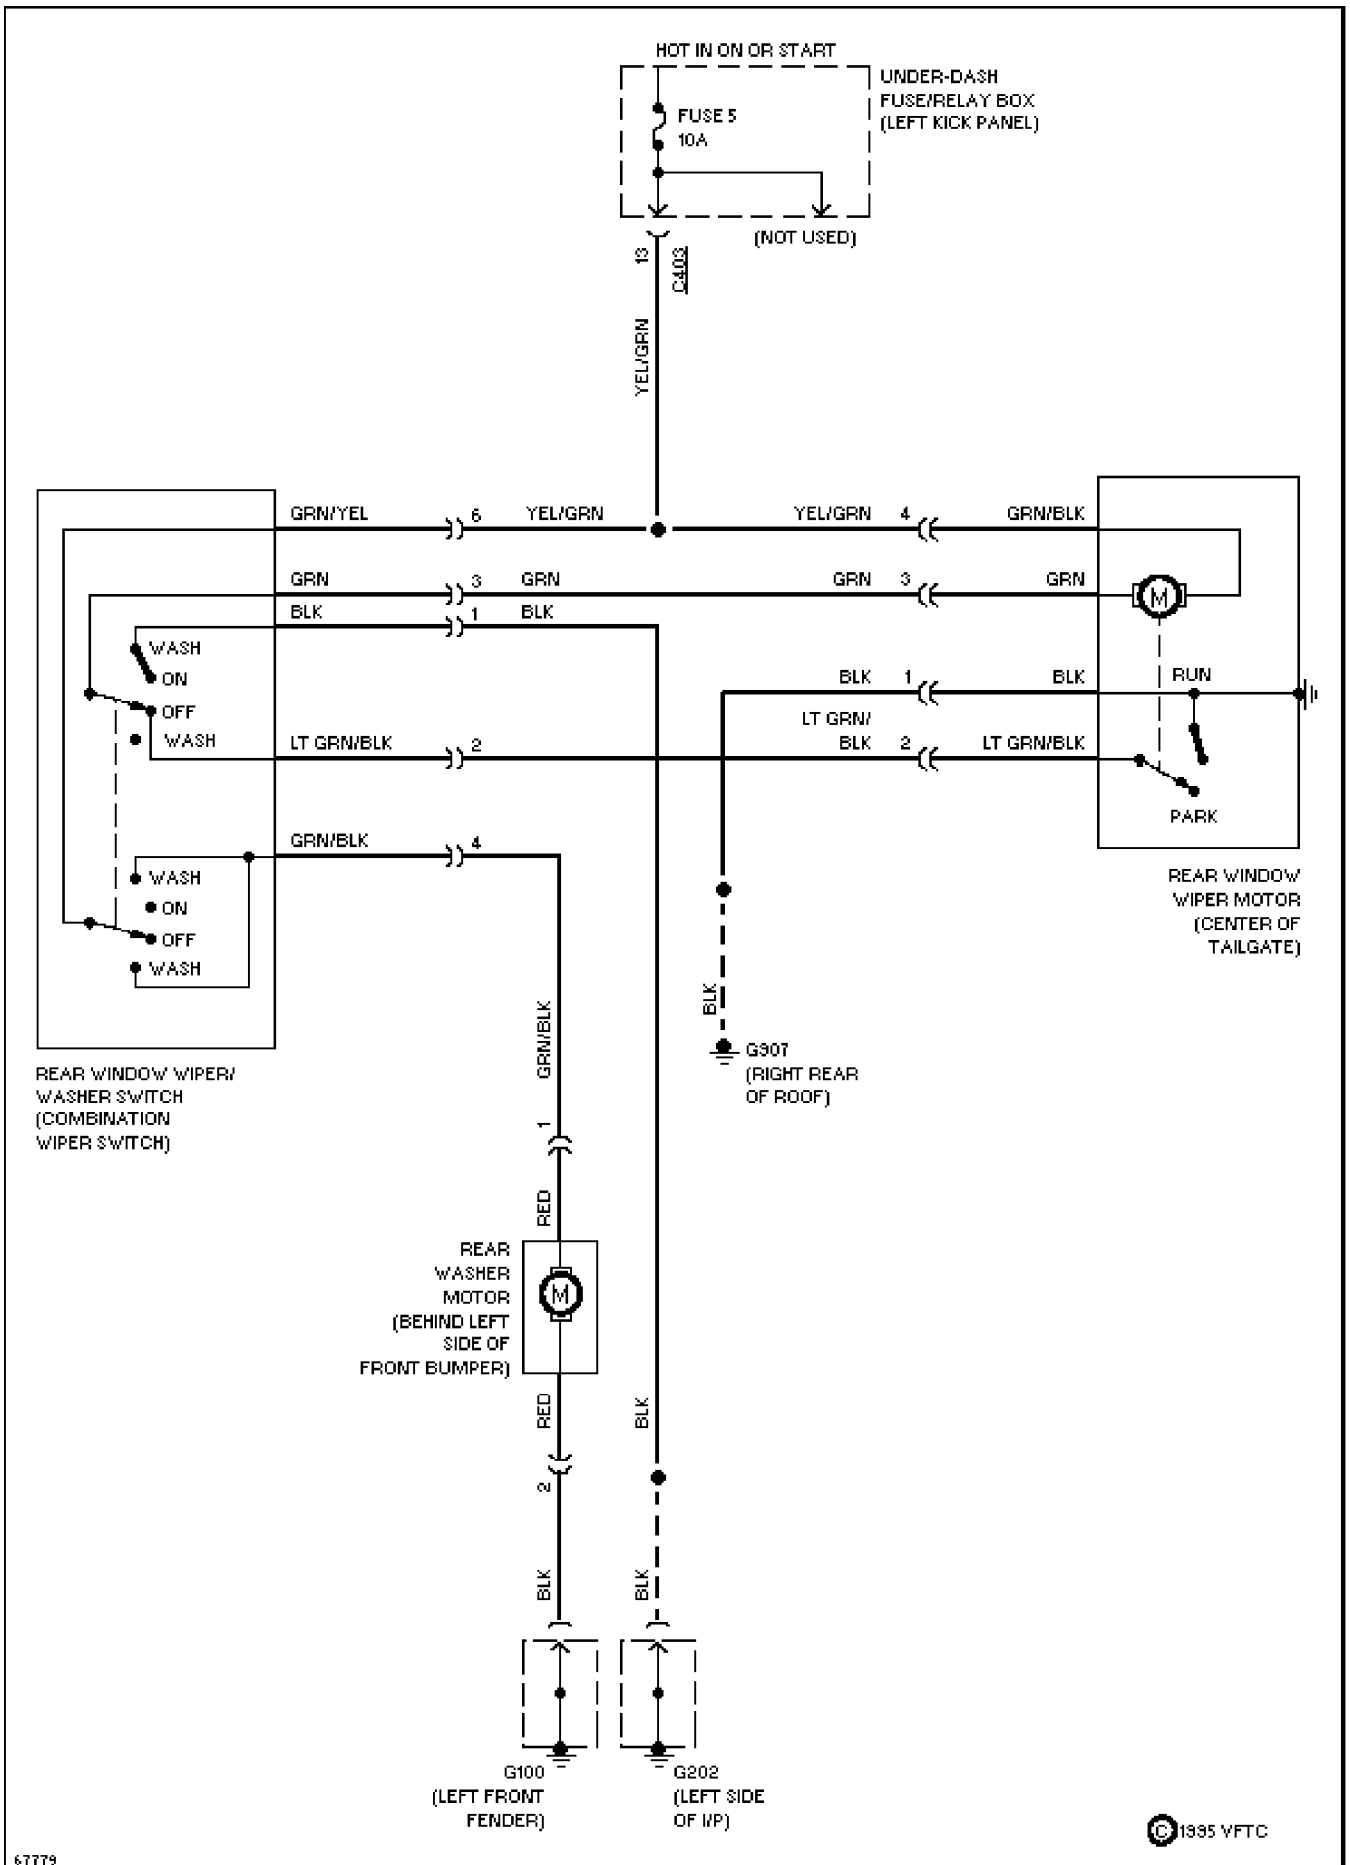 HOT IN ON OR START
UNDER-DASH
FUSE/RELAY BOX
(LEFT KICK PANEL)
FUSE 5
10A
(NOT USED)
13
C403
YEL/GRN
GRN/YEL
6
YEL/GRN
YEL/GRN
4
GRN/BLK
GRN
3
GRN
GRN
3
GRN
BLK
1
BLK
M
WASH
ON
OFF
WASH
BLK
1
BLK
RUN
LT GRN/BLK
2
LT GRN/
BLK
2
LT GRN/BLK
PARK
GRN/BLK
4
WASH
ON
OFF
WASH
REAR WINDOW
WIPER MOTOR
(CENTER OF
TAILGATE)
BLK
G907
(RIGHT REAR
OF ROOF)
REAR WINDOW WIPER/
WASHER SWITCH
(COMBINATION
WIPER SWITCH)
GRN/BLK
1
RED
REAR
WASHER
MOTOR
(BEHIND LEFT
SIDE OF
FRONT BUMPER)
M
RED
2
BLK
BLK
BLK
G100
(LEFT FRONT
FENDER)
G202
(LEFT SIDE
OF I/P)
© 1995 VFTC
67779